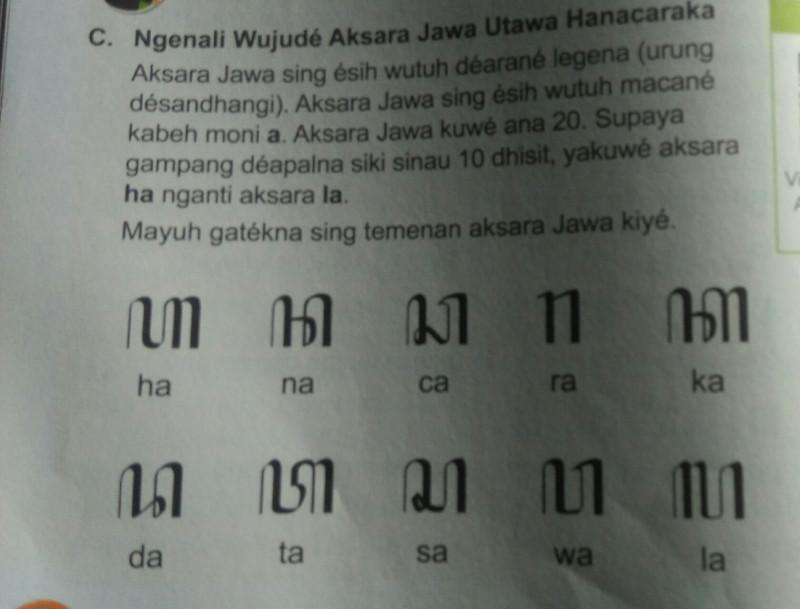 C. Ngenali Wujudé Aksara Jawa Utawa Hanacaraka
Aksara Jawa sing ésih wutuh déarané legena (urung
désandhangi). Aksara Jawa sing ésih wutuh macané
kabeh moni a. Aksara Jawa kuwé ana 20. Supaya
gampang déapalna siki sinau 10 dhisit, yakuwé aksara
ha nganti aksara la.
Mayuh gatékna sing temenan aksara Jawa kiyé.
ꦲ ꦤ ꦕ ꦫ ꦏ
ha na ca ra ka
ꦢ ꦠ ꦱ ꦮ ꦭ
da ta sa wa la